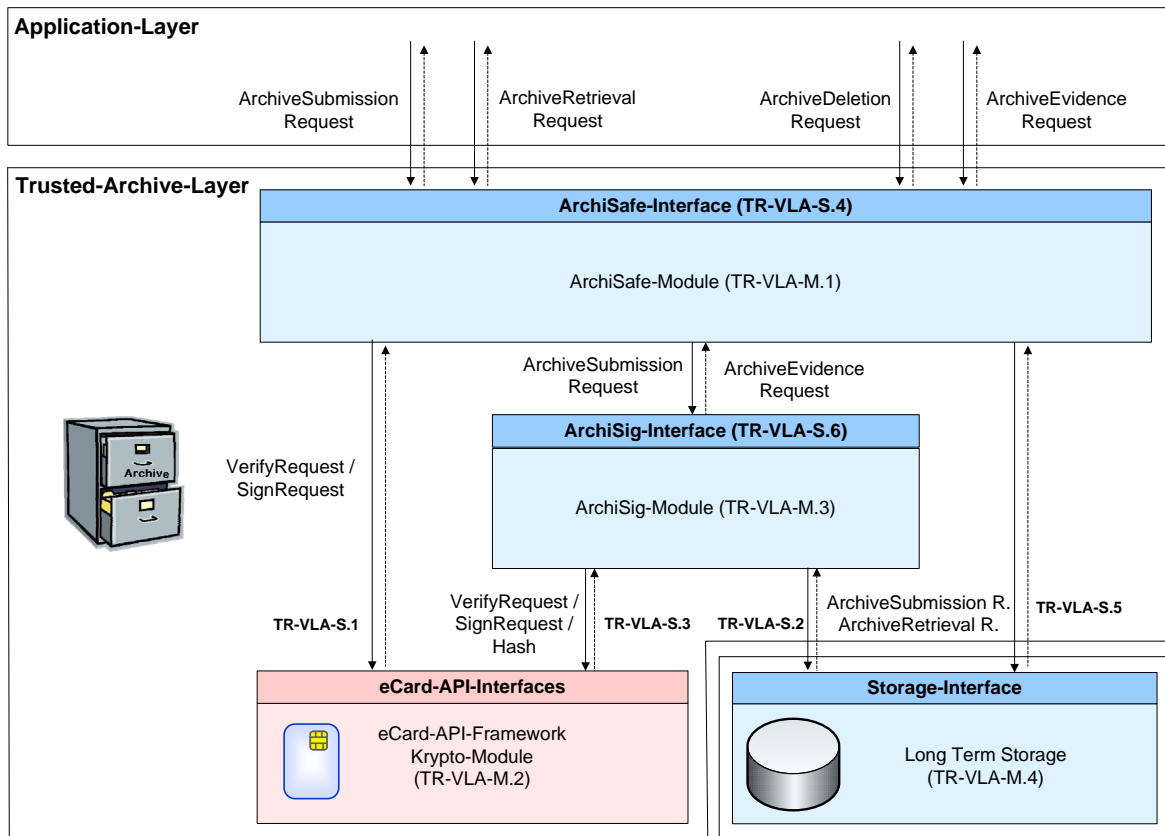 Application-Layer
ArchiveSubmission
Request
ArchiveRetrieval
Request
ArchiveDeletion
Request
ArchiveEvidence
Request
Trusted-Archive-Layer
ArchiSafe-Interface (TR-VLA-S.4)
ArchiSafe-Module (TR-VLA-M.1)
ArchiveSubmission
Request
ArchiveEvidence
Request
ArchiSig-Interface (TR-VLA-S.6)
ArchiSig-Module (TR-VLA-M.3)
Archive
VerifyRequest /
SignRequest
TR-VLA-S.1
VerifyRequest /
SignRequest /
Hash
TR-VLA-S.3
TR-VLA-S.2
ArchiveSubmission R.
ArchiveRetrieval R.
TR-VLA-S.5
eCard-API-Interfaces
eCard-API-Framework
Krypto-Module
(TR-VLA-M.2)
Storage-Interface
Long Term Storage
(TR-VLA-M.4)